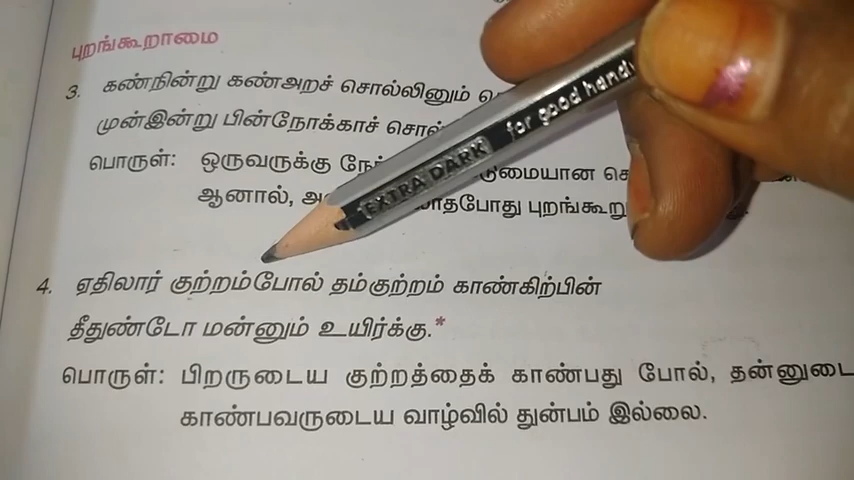 புறங்கூறாமை
3. கண்நின்று கண்அறச் சொல்லினும்
முன்இன்று பின்நோக்காச்
பொருள்: ஒருவருக்கு
ஆனால், புறங்கூறு
EXTRA DARK for good
4. ஏதிலார் குற்றம்போல் தம்குற்றம் காண்கிற்பின்
தீதுண்டோ மன்னும் உயிர்க்கு.*
பொருள்: பிறருடைய குற்றத்தைக் காண்பது போல், தன்னுடை
காண்பவருடைய வாழ்வில் துன்பம் இல்லை.